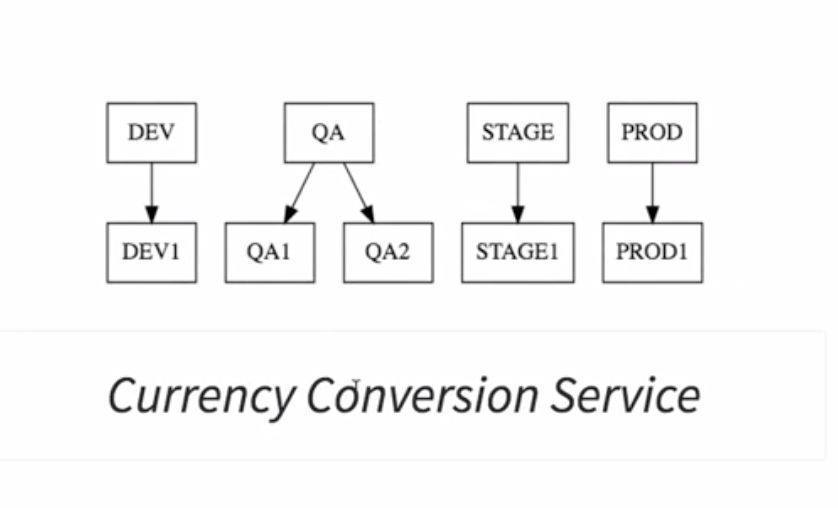 DEV QA STAGE PROD
DEV1 QA1 QA2 STAGE1 PROD1
Currency Conversion Service